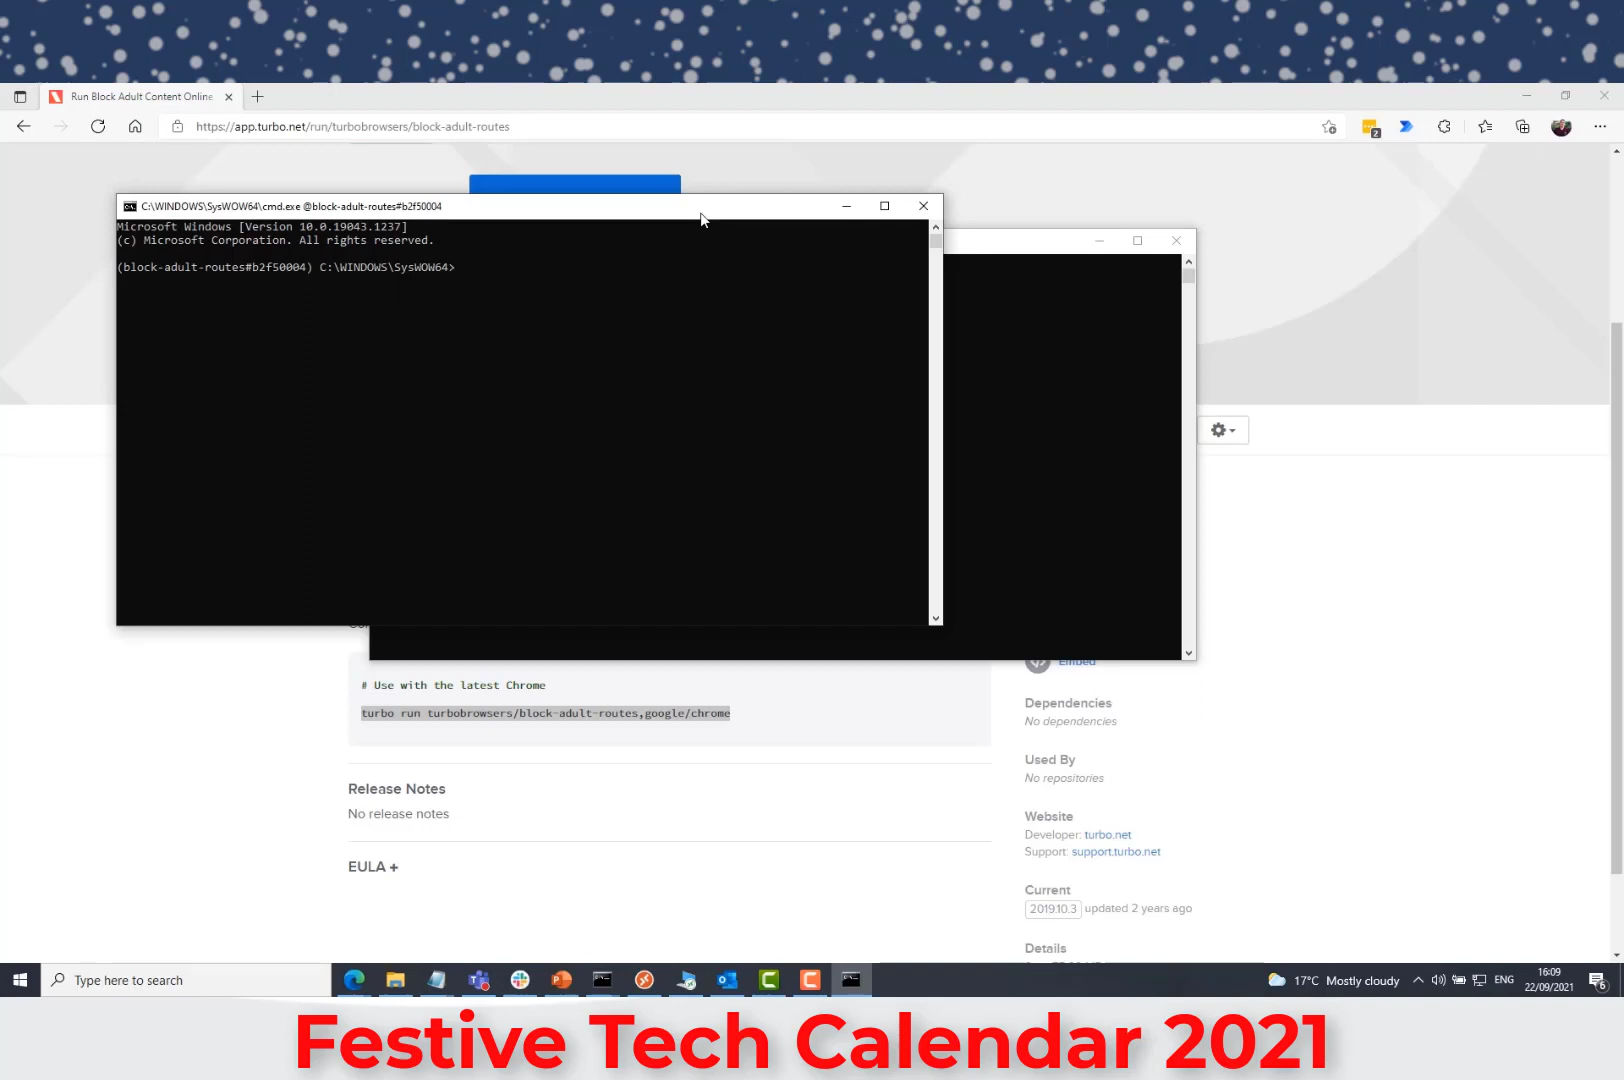 Run Block Adult Content Online
https://app.turbo.net/run/turbobrowsers/block-adult-routes
2
C:\WINDOWS\SysWOW64\cmd.exe @block-adult-routes#b2f50004
Microsoft Windows [Version 10.0.19043.1237]
(c) Microsoft Corporation. All rights reserved.
(block-adult-routes#b2f50004) C:\WINDOWS\SysWOW64>
Embed
# Use with the latest Chrome
turbo run turbobrowsers/block-adult-routes,google/chrome
Release Notes
No release notes
EULA +
Dependencies
No dependencies
Used By
No repositories
Website
Developer: turbo.net
Support: support.turbo.net
Current
2019.10.3 updated 2 years ago
Details
Type here to search
17°C Mostly cloudy
ENG
16:09
22/09/2021
6
Festive Tech Calendar 2021